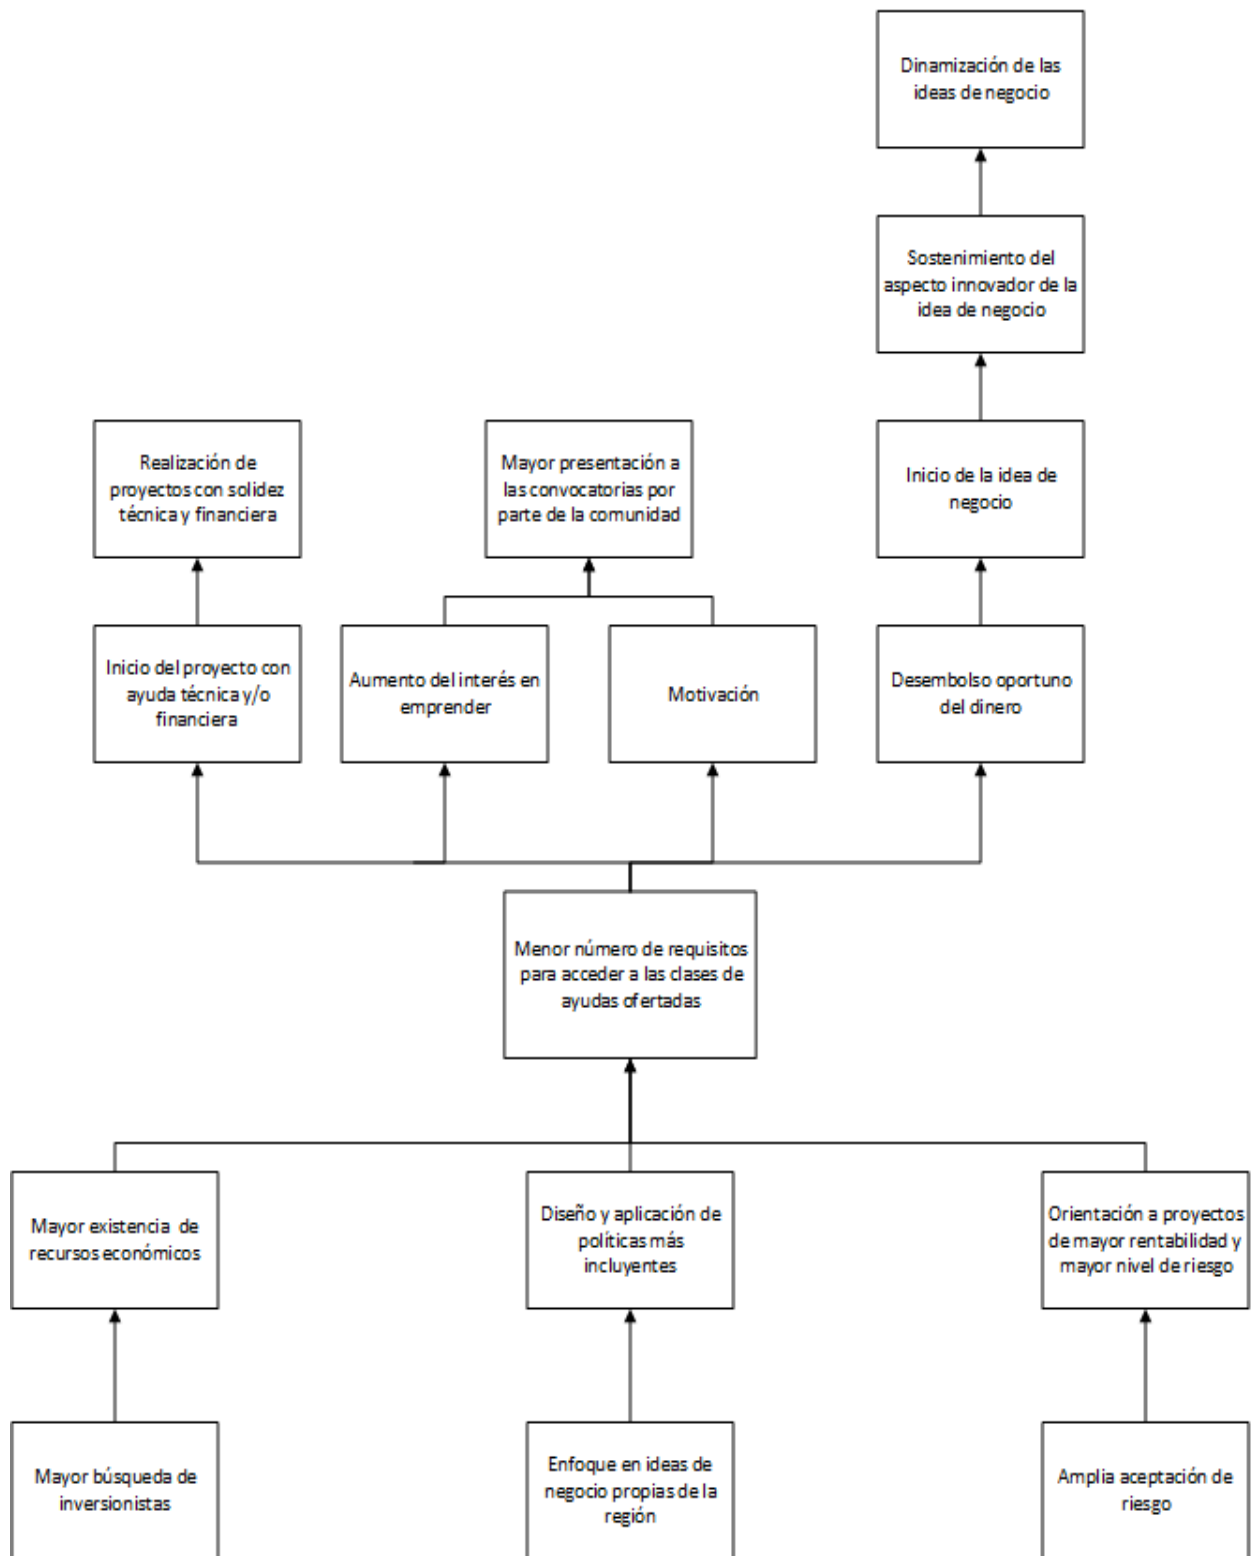 Dinamización de las
ideas de negocio
Sostenimiento del
aspecto innovador de la
idea de negocio
Realización de
proyectos con solidez
técnica y financiera
Mayor presentación a
las convocatorias por
parte de la comunidad
Inicio de la idea de
negocio
Inicio del proyecto con
ayuda técnica y/o
financiera
Aumento del interés en
emprender
Motivación
Desembolso oportuno
del dinero
Menor número de requisitos
para acceder a las clases de
ayudas ofertadas
Mayor existencia de
recursos económicos
Diseño y aplicación de
políticas más
incluyentes
Orientación a proyectos
de mayor rentabilidad y
mayor nivel de riesgo
Mayor búsqueda de
inversionistas
Enfoque en ideas de
negocio propias de la
región
Amplia aceptación de
riesgo